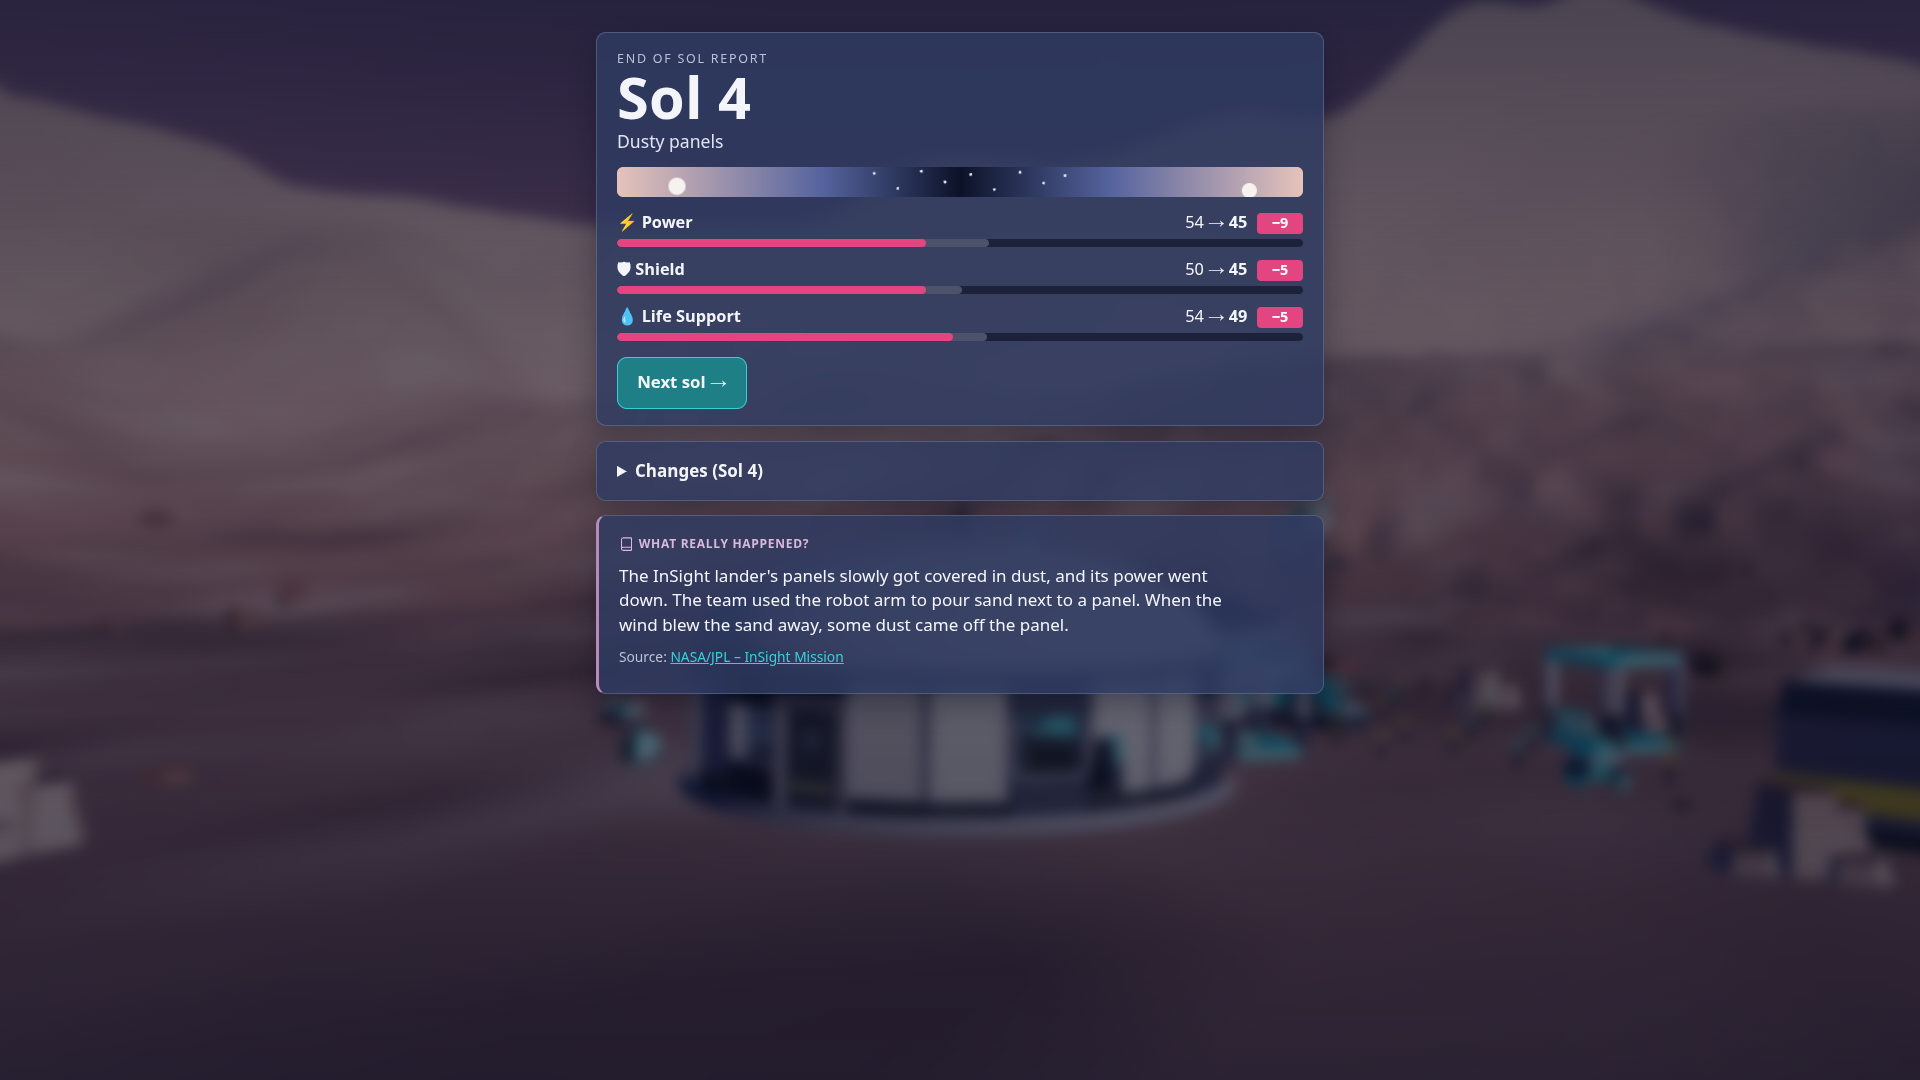 END OF SOL REPORT
Sol 4
Dusty panels
⚡ Power 54 → 45 −9
🛡 Shield 50 → 45 −5
💧 Life Support 54 → 49 −5
Next sol →
▶ Changes (Sol 4)
WHAT REALLY HAPPENED?
The InSight lander's panels slowly got covered in dust, and its power went
down. The team used the robot arm to pour sand next to a panel. When the
wind blew the sand away, some dust came off the panel.
Source: NASA/JPL – InSight Mission